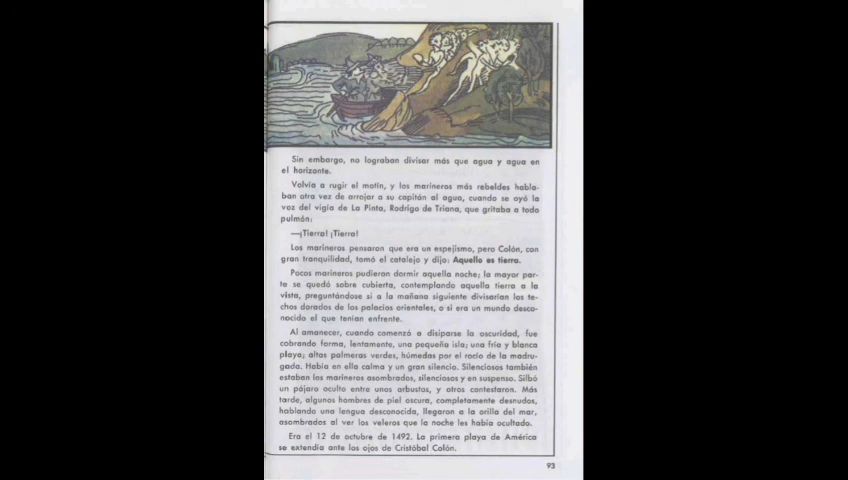 Sin embargo, no lograban divisar más que agua y agua en
el horizonte.
Volvía a rugir el motín, y los marineros más rebeldes habla-
ban otra vez de arrojar a su capitán al agua, cuando se oyó la
voz del vigía de La Pinta, Rodrigo de Triana, que gritaba a todo
pulmón:
—¡Tierra! ¡Tierra!
Los marineros pensaron que era un espejismo, pero Colón, con
gran tranquilidad, tomó el catalejo y dijo: Aquello es tierra.
Pocos marineros pudieron dormir aquella noche; la mayor par-
te se quedó sobre cubierta, contemplando aquella tierra a la
vista, preguntándose si a la mañana siguiente divisarían los te-
chos dorados de los palacios orientales, o si era un mundo desco-
nocido el que tenían enfrente.
Al amanecer, cuando comenzó a disiparse la oscuridad, fue
cobrando forma, lentamente, una pequeña isla; una fría y blanca
playa; altas palmeras verdes, húmedas por el rocío de la madru-
gada. Había en ella calma y un gran silencio. Silenciosos también
estaban los marineros asombrados, silenciosos y en suspenso. Silbó
un pájaro oculto entre unos arbustos, y otros contestaron. Más
tarde, algunos hombres de piel oscura, completamente desnudos,
hablando una lengua desconocida, llegaron a la orilla del mar,
asombrados al ver los veleros que la noche les había ocultado.
Era el 12 de octubre de 1492. La primera playa de América
se extendía ante los ojos de Cristóbal Colón.
93